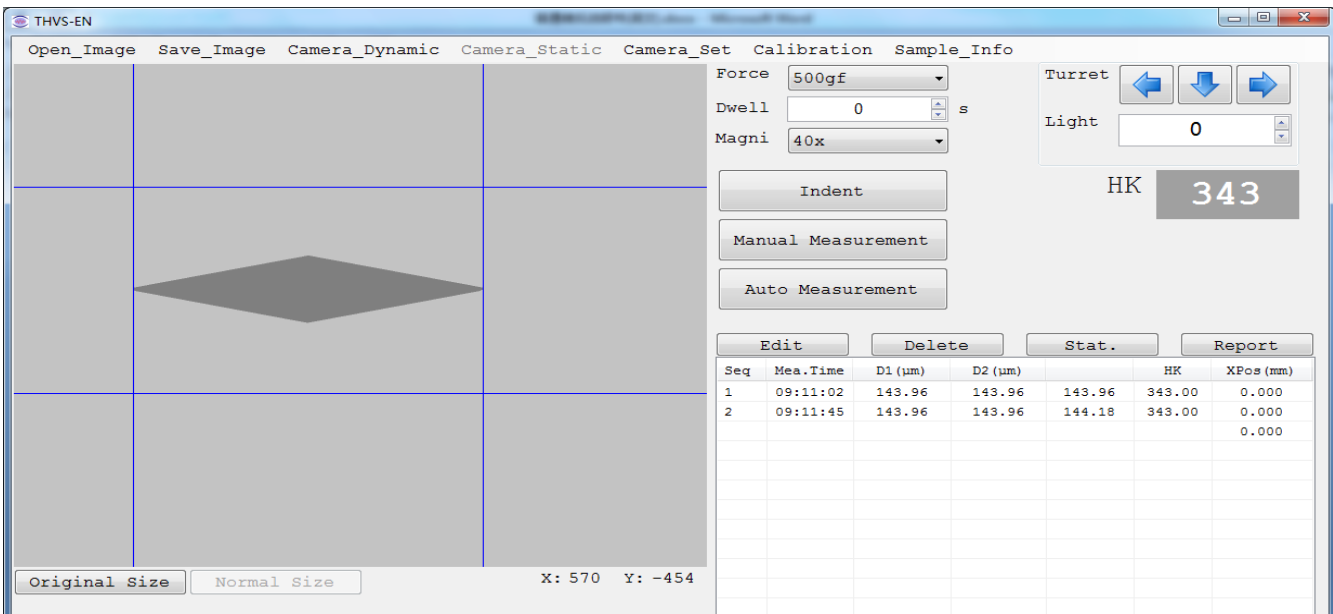 THVS-EN
Open_Image Save_Image Camera_Dynamic Camera_Static Camera_Set Calibration Sample_Info
Force 500gf
Turret
Dwell 0 s
Light 0
Magni 40x
Indent
HK 343
Manual Measurement
Auto Measurement
Edit Delete Stat. Report
Seq Mea.Time D1(μm) D2(μm) HK XPos(mm)
1 09:11:02 143.96 143.96 143.96 343.00 0.000
2 09:11:45 143.96 143.96 144.18 343.00 0.000
0.000
Original Size Normal Size X: 570 Y: -454